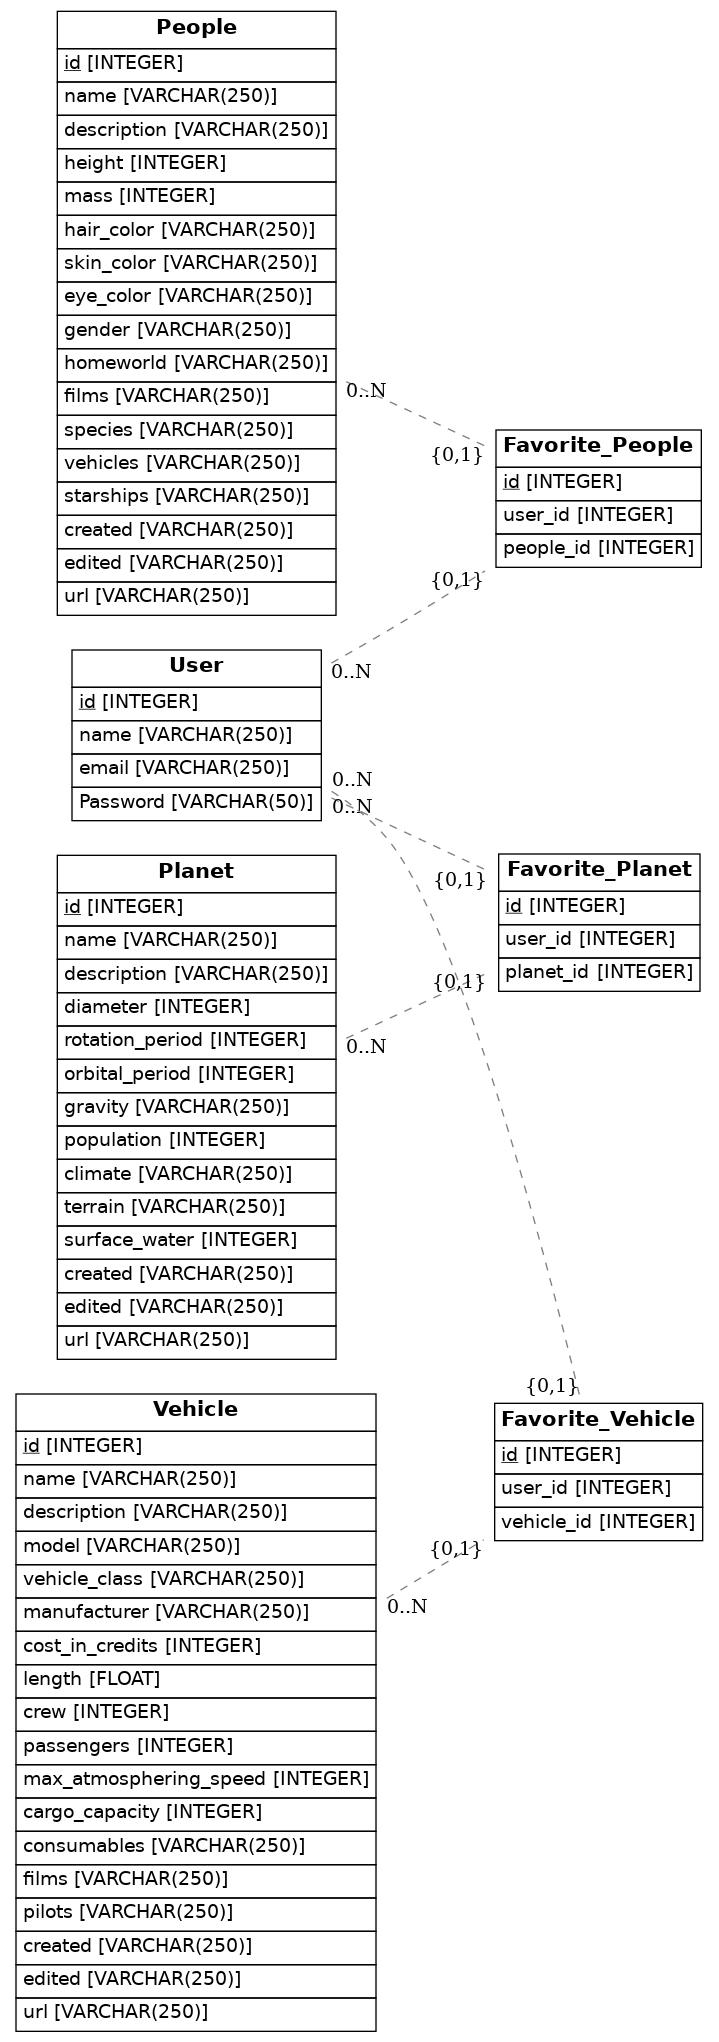 People
id [INTEGER]
name [VARCHAR(250)]
description [VARCHAR(250)]
height [INTEGER]
mass [INTEGER]
hair_color [VARCHAR(250)]
skin_color [VARCHAR(250)]
eye_color [VARCHAR(250)]
gender [VARCHAR(250)]
homeworld [VARCHAR(250)]
films [VARCHAR(250)]
species [VARCHAR(250)]
vehicles [VARCHAR(250)]
starships [VARCHAR(250)]
created [VARCHAR(250)]
edited [VARCHAR(250)]
url [VARCHAR(250)]
0..N
{0,1}
Favorite_People
id [INTEGER]
user_id [INTEGER]
people_id [INTEGER]
{0,1}
0..N
User
id [INTEGER]
name [VARCHAR(250)]
email [VARCHAR(250)]
Password [VARCHAR(50)]
0..N
0..N
{0,1}
Favorite_Planet
id [INTEGER]
user_id [INTEGER]
planet_id [INTEGER]
{0,1}
0..N
Planet
id [INTEGER]
name [VARCHAR(250)]
description [VARCHAR(250)]
diameter [INTEGER]
rotation_period [INTEGER]
orbital_period [INTEGER]
gravity [VARCHAR(250)]
population [INTEGER]
climate [VARCHAR(250)]
terrain [VARCHAR(250)]
surface_water [INTEGER]
created [VARCHAR(250)]
edited [VARCHAR(250)]
url [VARCHAR(250)]
{0,1}
Favorite_Vehicle
id [INTEGER]
user_id [INTEGER]
vehicle_id [INTEGER]
{0,1}
0..N
Vehicle
id [INTEGER]
name [VARCHAR(250)]
description [VARCHAR(250)]
model [VARCHAR(250)]
vehicle_class [VARCHAR(250)]
manufacturer [VARCHAR(250)]
cost_in_credits [INTEGER]
length [FLOAT]
crew [INTEGER]
passengers [INTEGER]
max_atmosphering_speed [INTEGER]
cargo_capacity [INTEGER]
consumables [VARCHAR(250)]
films [VARCHAR(250)]
pilots [VARCHAR(250)]
created [VARCHAR(250)]
edited [VARCHAR(250)]
url [VARCHAR(250)]